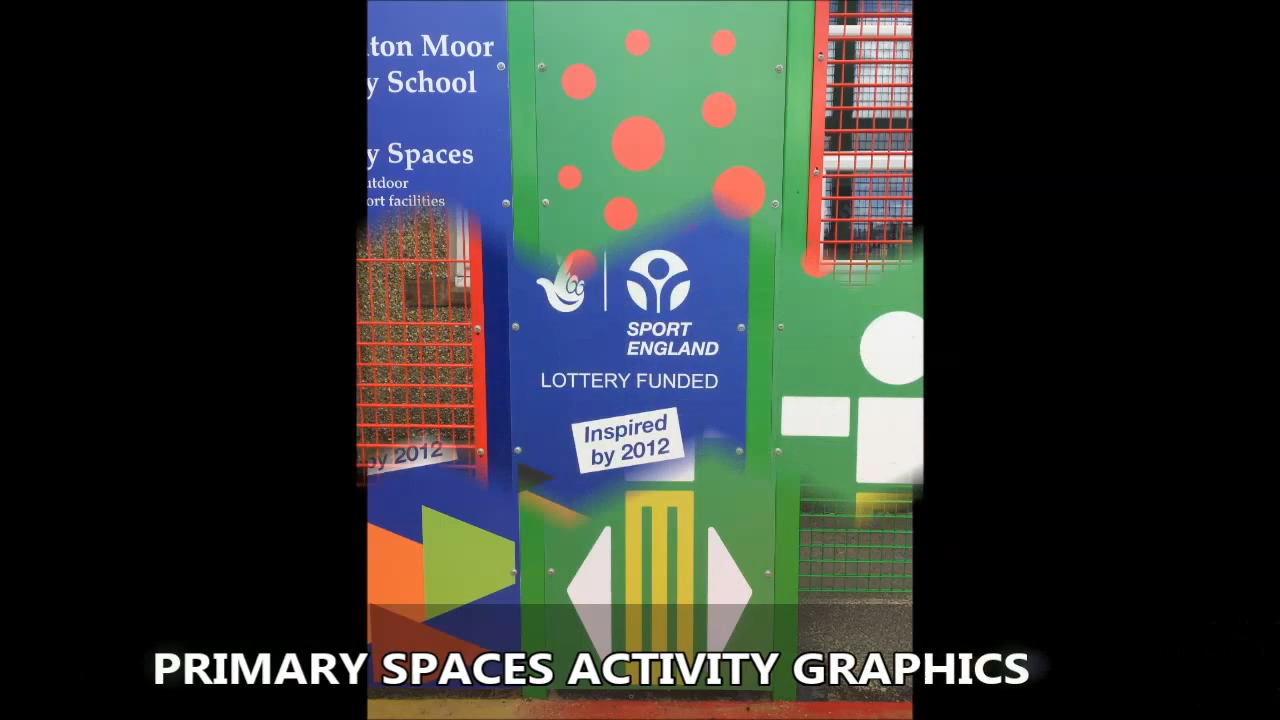 ton Moor
y School
y Spaces
utdoor
ort facilities
SPORT
ENGLAND
LOTTERY FUNDED
Inspired
by 2012
by 2012
PRIMARY SPACES ACTIVITY GRAPHICS